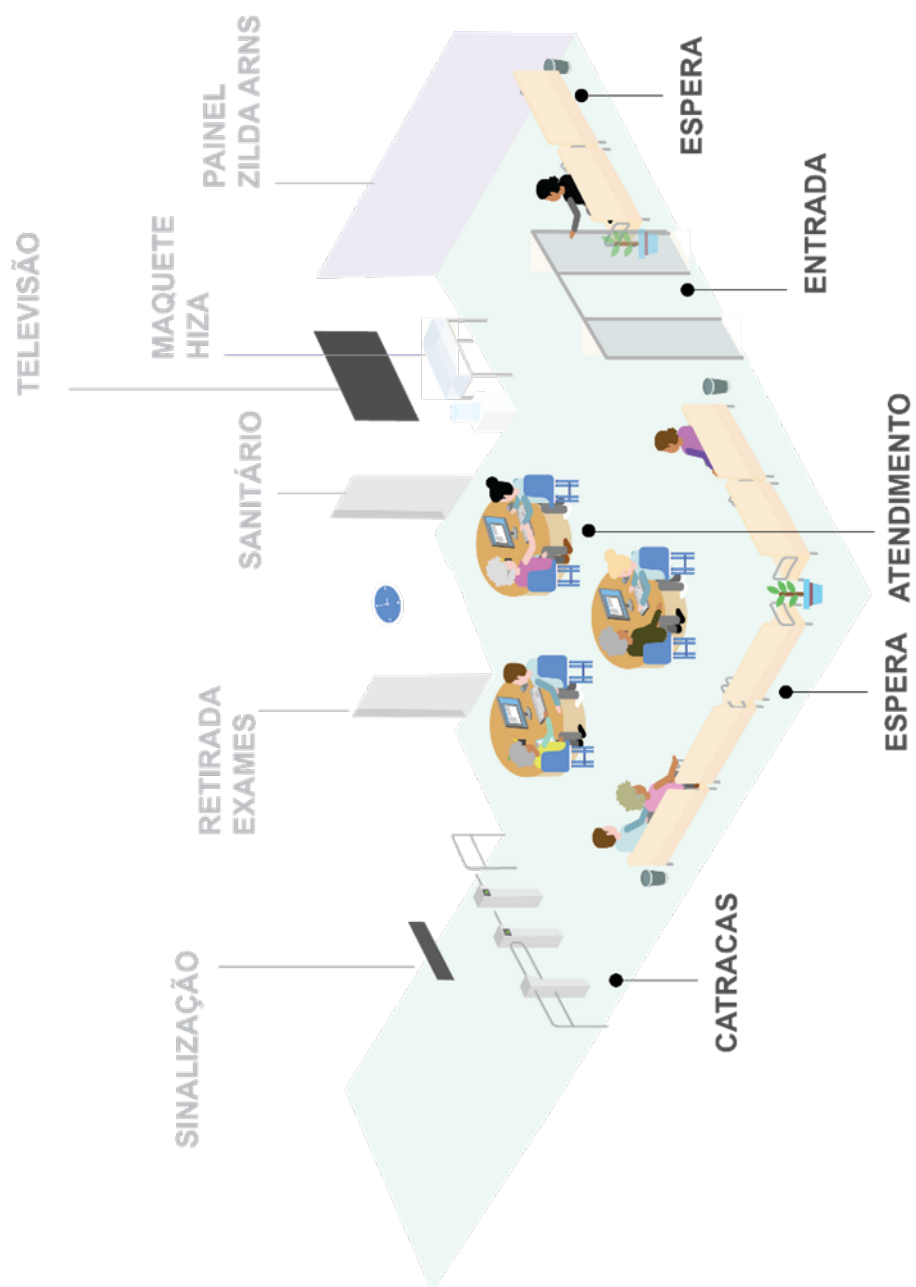 SINALIZAÇÃO
RETIRADA
EXAMES
SANITÁRIO
TELEVISÃO
MAQUETE
HIZA
PAINEL
ZILDA ARNS
CATRACAS
ESPERA
ATENDIMENTO
ENTRADA
ESPERA